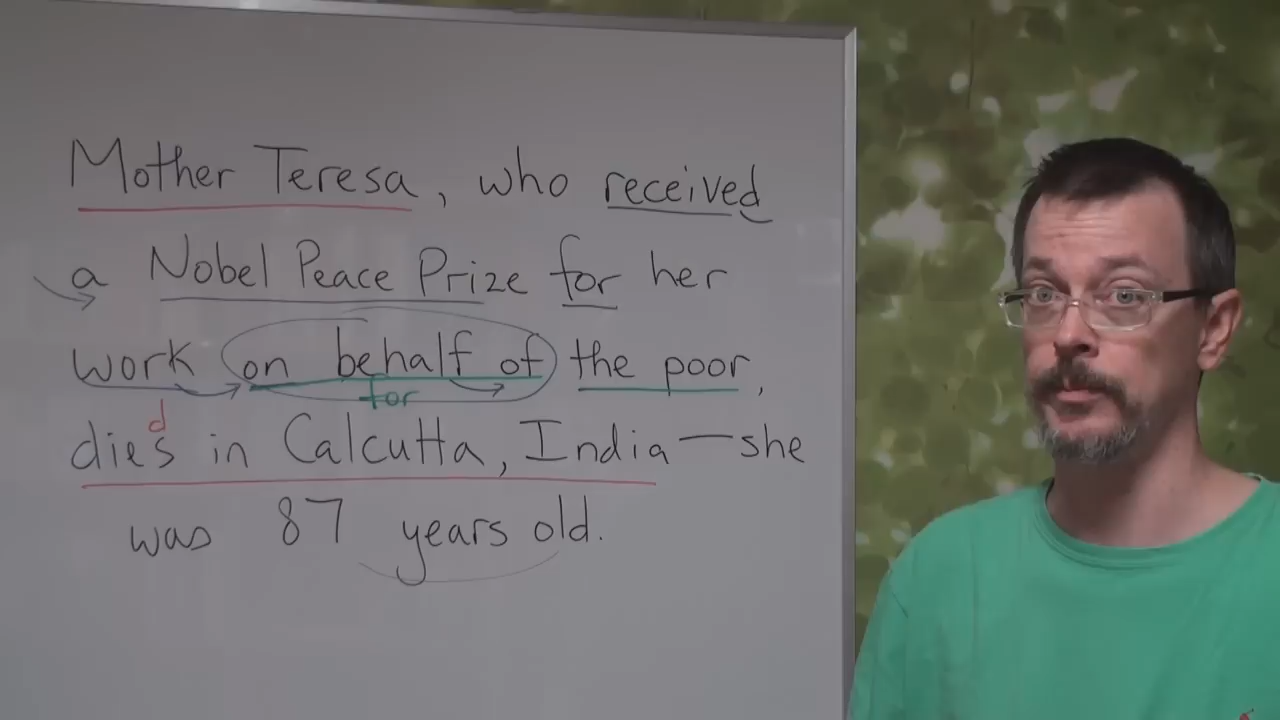 Mother Teresa, who received
a Nobel Peace Prize for her
work on behalf of the poor,
for
d
dies in Calcutta, India—she
was 87 years old.